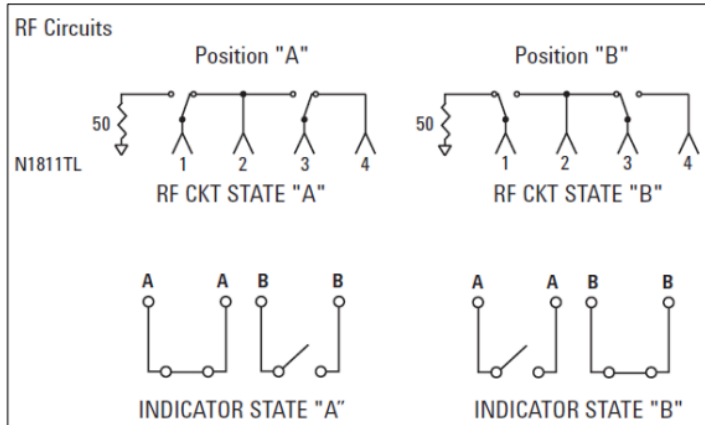 RF Circuits
Position "A" Position "B"
50 50
N1811TL 1 2 3 4 1 2 3 4
RF CKT STATE "A" RF CKT STATE "B"
A A B B A A B B
INDICATOR STATE "A" INDICATOR STATE "B"